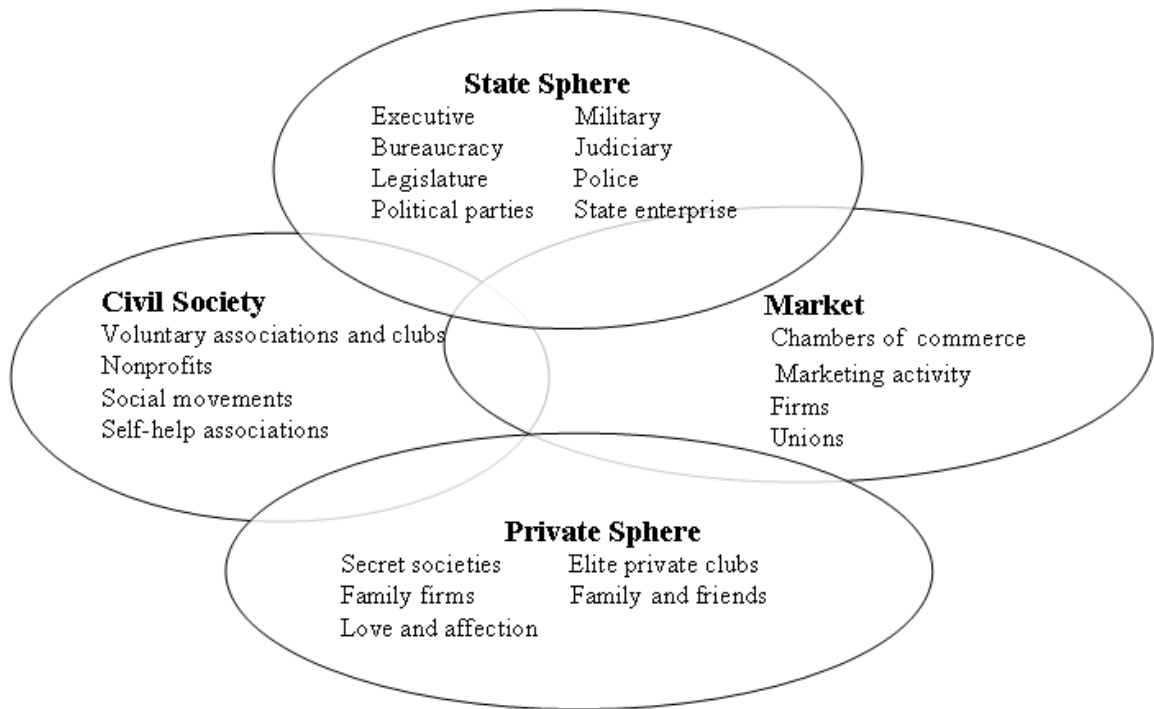 State Sphere
Executive Military
Bureaucracy Judiciary
Legislature Police
Political parties State enterprise
Civil Society
Voluntary associations and clubs
Nonprofits
Social movements
Self-help associations
Market
Chambers of commerce
Marketing activity
Firms
Unions
Private Sphere
Secret societies Elite private clubs
Family firms Family and friends
Love and affection